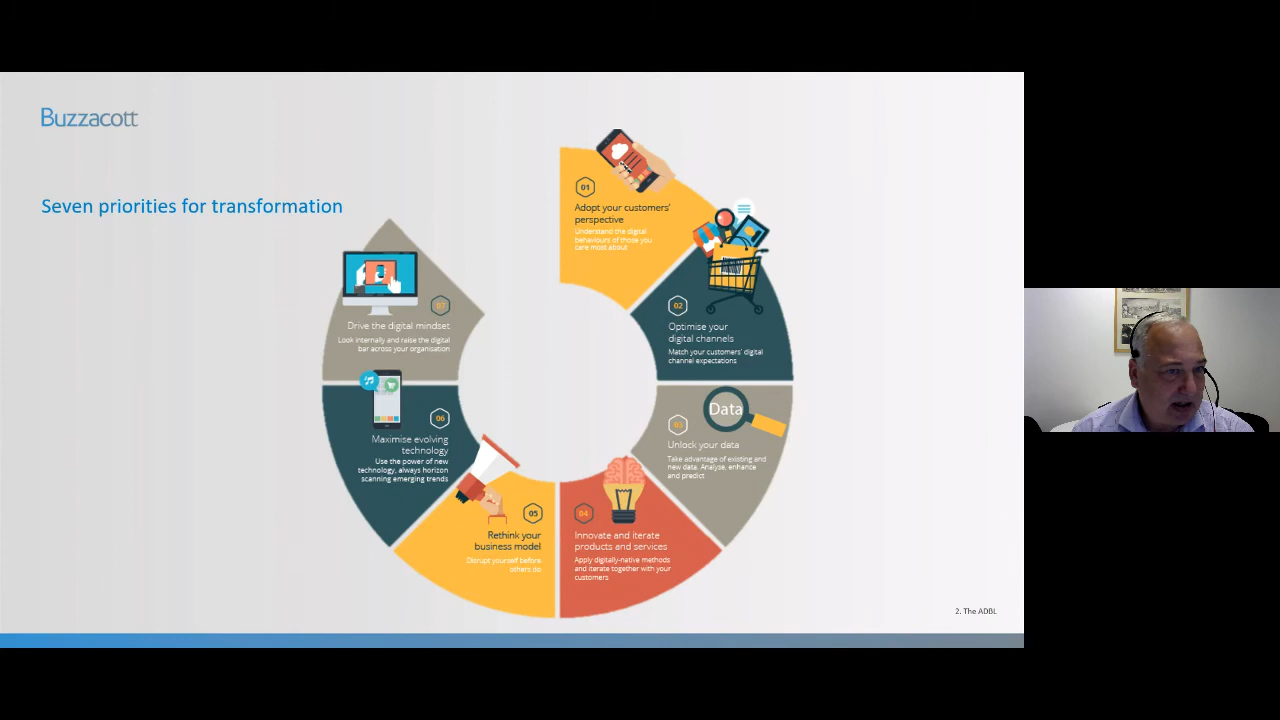 Buzzacott
Seven priorities for transformation
01
Adopt your customers'
perspective
Understand the digital
behaviours of those you
care most about
02
Optimise your
digital channels
Match your customers' digital
channel expectations
Data
03
Unlock your data
Take advantage of existing and
new data. Analyse, enhance
and predict
04
Innovate and iterate
products and services
Apply digitally-native methods
and iterate together with your
customers
05
Rethink your
business model
Disrupt yourself before
others do
06
Maximise evolving
technology
Use the power of new
technology, always horizon
scanning emerging trends
07
Drive the digital mindset
Look internally and raise the digital
bar across your organisation
2. The ADBL